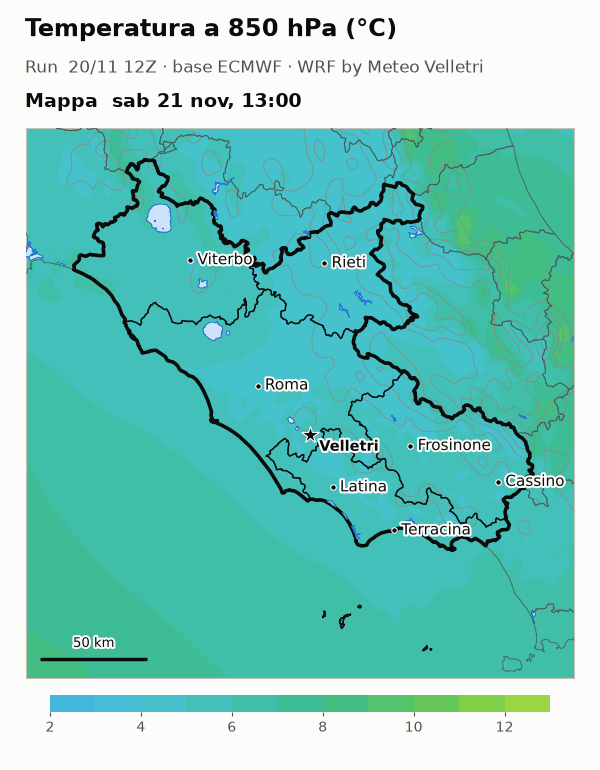 Temperatura a 850 hPa (°C)
Run  20/11 12Z · base ECMWF · WRF by Meteo Velletri
Mappa  sab 21 nov, 13:00
Viterbo
Rieti
Roma
Velletri
Frosinone
Cassino
Latina
Terracina
50 km
2 4 6 8 10 12